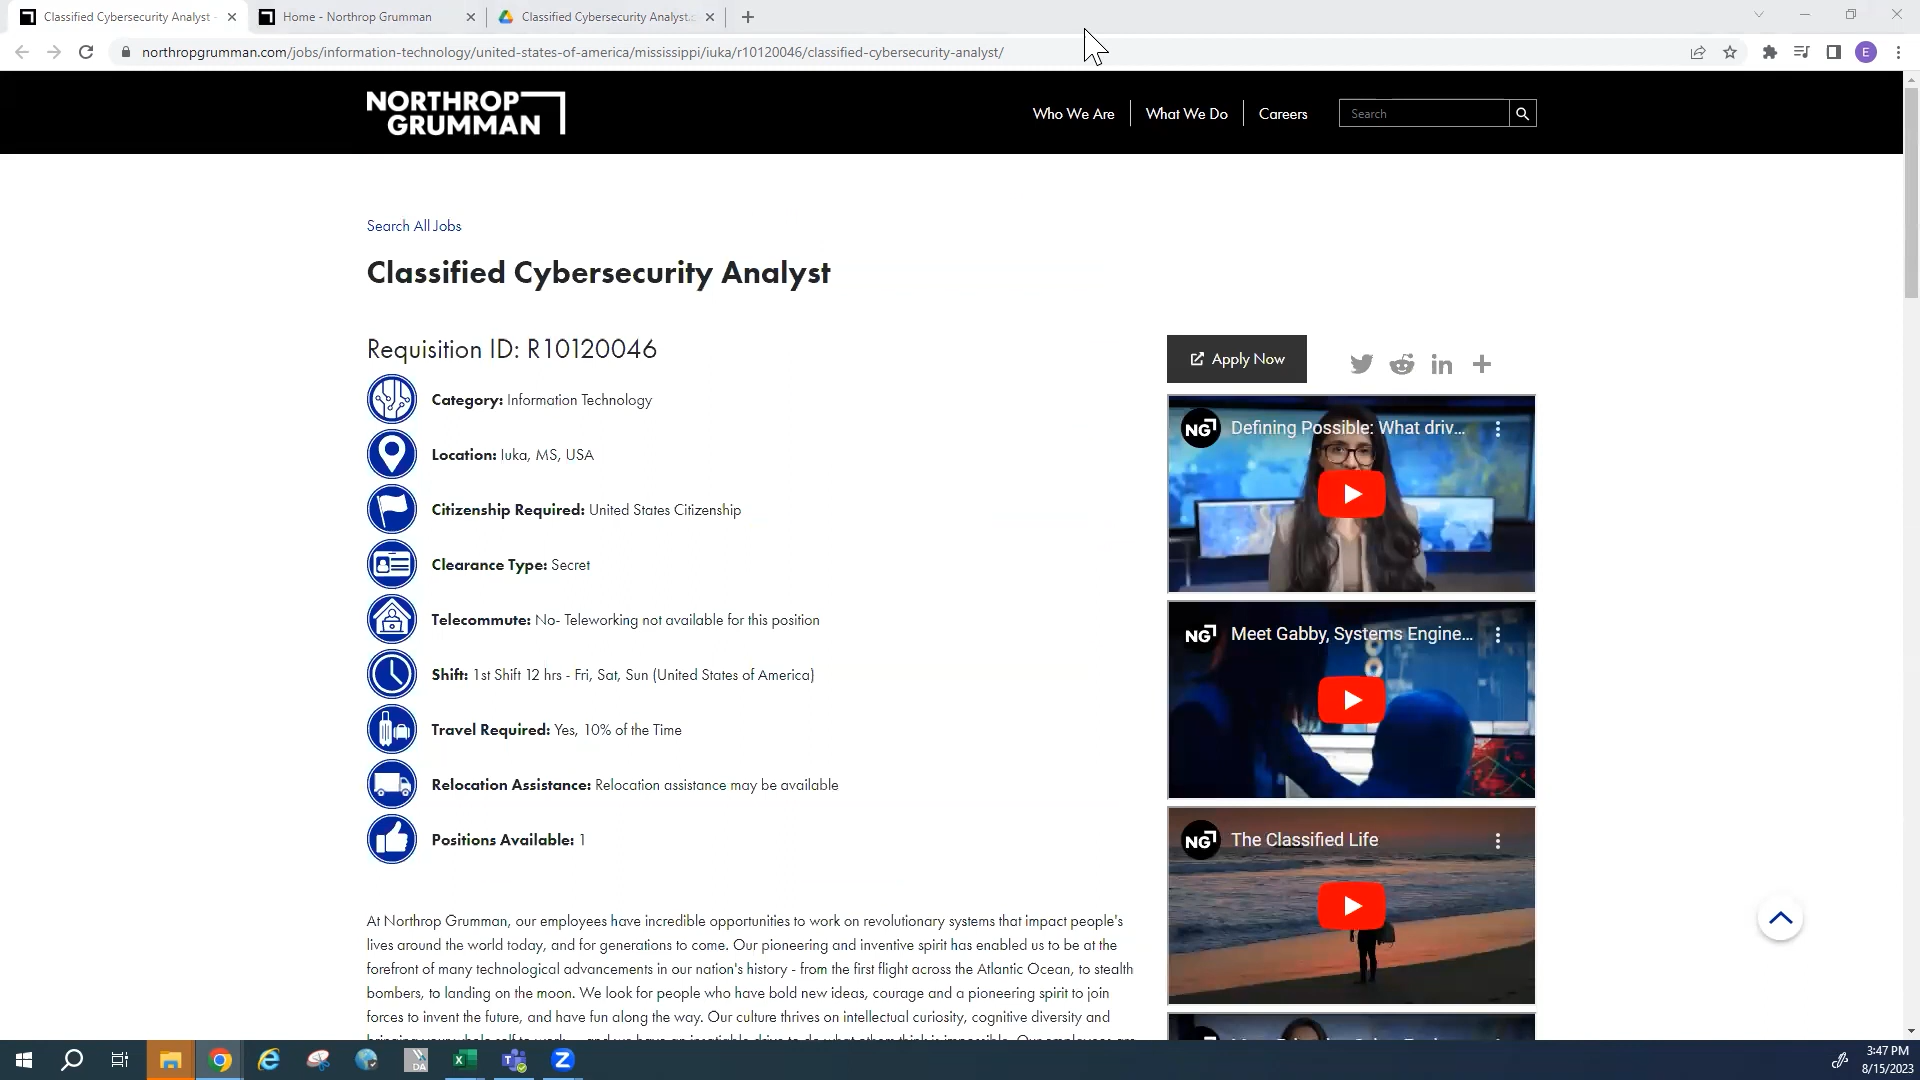 Classified Cybersecurity Analyst -
Home - Northrop Grumman
Classified Cybersecurity Analyst.
northropgrumman.com/jobs/information-technology/united-states-of-america/mississippi/iuka/r10120046/classified-cybersecurity-analyst/
E
NORTHROP
GRUMMAN
Who We Are
What We Do
Careers
Search
Search All Jobs
Classified Cybersecurity Analyst
Requisition ID: R10120046
Category: Information Technology
Location: Iuka, MS, USA
Citizenship Required: United States Citizenship
Clearance Type: Secret
Telecommute: No- Teleworking not available for this position
Shift: 1st Shift 12 hrs - Fri, Sat, Sun (United States of America)
Travel Required: Yes, 10% of the Time
Relocation Assistance: Relocation assistance may be available
Positions Available: 1
At Northrop Grumman, our employees have incredible opportunities to work on revolutionary systems that impact people's
lives around the world today, and for generations to come. Our pioneering and inventive spirit has enabled us to be at the
forefront of many technological advancements in our nation's history - from the first flight across the Atlantic Ocean, to stealth
bombers, to landing on the moon. We look for people who have bold new ideas, courage and a pioneering spirit to join
forces to invent the future, and have fun along the way. Our culture thrives on intellectual curiosity, cognitive diversity and
Apply Now
in
NG
Defining Possible: What driv...
NG
Meet Gabby, Systems Engine...
NG
The Classified Life
DA
3:47 PM
8/15/2023